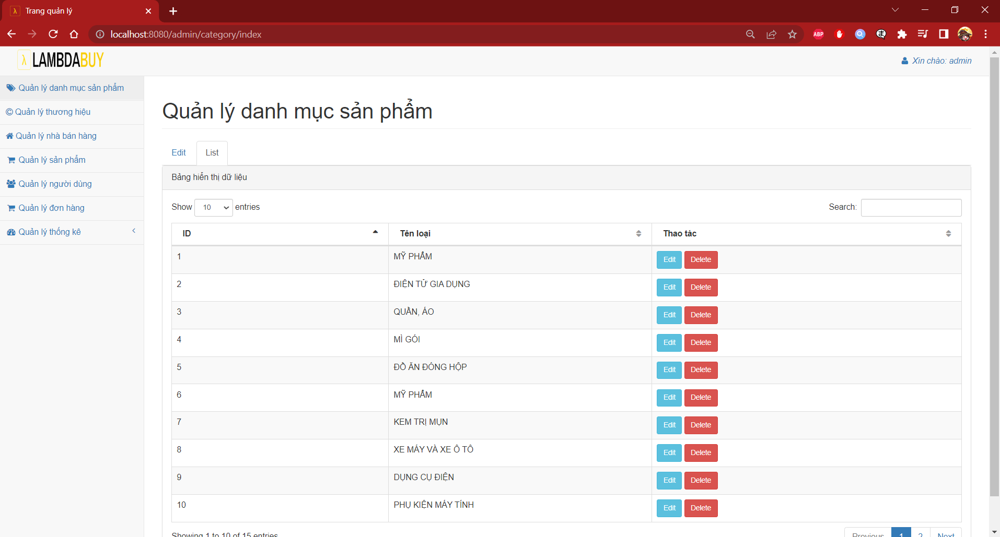 Trang quản lý
localhost:8080/admin/category/index
ABP
LAMBDABUY
Xin chào: admin
Quản lý danh mục sản phẩm
Quản lý thương hiệu
Quản lý nhà bán hàng
Quản lý sản phẩm
Quản lý người dùng
Quản lý đơn hàng
Quản lý thống kê
Quản lý danh mục sản phẩm
Edit List
Bảng hiển thị dữ liệu
Show 10 entries Search:
ID Tên loại Thao tác
1 MỸ PHẨM Edit Delete
2 ĐIỆN TỬ GIA DỤNG Edit Delete
3 QUẦN, ÁO Edit Delete
4 MÌ GÓI Edit Delete
5 ĐỒ ĂN ĐÓNG HỘP Edit Delete
6 MỸ PHẨM Edit Delete
7 KEM TRỊ MỤN Edit Delete
8 XE MÁY VÀ XE Ô TÔ Edit Delete
9 DỤNG CỤ ĐIỆN Edit Delete
10 PHỤ KIỆN MÁY TÍNH Edit Delete
Showing 1 to 10 of 15 entries Previous 1 2 Next